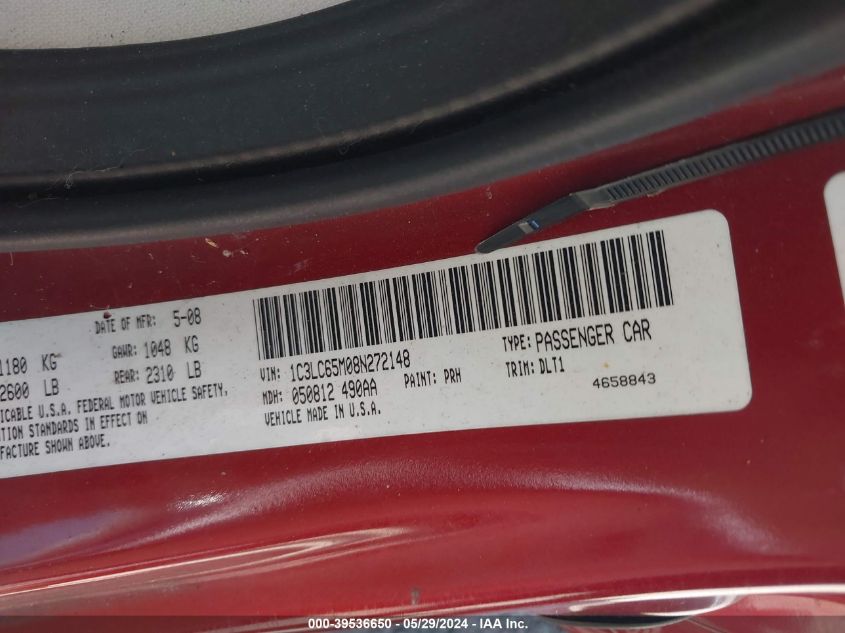 DATE OF MFR: 5-08
1180 KG GAWR: 1048 KG
2600 LB REAR: 2310 LB
ICABLE U.S.A. FEDERAL MOTOR VEHICLE SAFETY,
TION STANDARDS IN EFFECT ON
FACTURE SHOWN ABOVE.
VIN: 1C3LC65M08N272148 TYPE: PASSENGER CAR
MDH: 050812 490AA PAINT: PRH TRIM: DLT1
VEHICLE MADE IN U.S.A. 4658843
000-39536650 - 05/29/2024 - IAAI Inc.